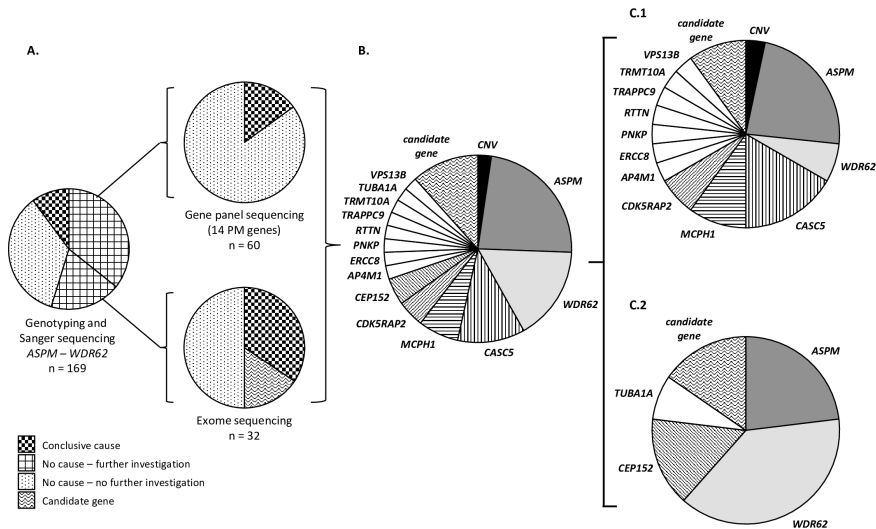 A.
Genotyping and
Sanger sequencing
ASPM – WDR62
n = 169
Gene panel sequencing
(14 PM genes)
n = 60
Exome sequencing
n = 32
Conclusive cause
No cause – further investigation
No cause – no further investigation
Candidate gene
B.
CNV
ASPM
WDR62
CASC5
MCPH1
CDK5RAP2
CEP152
AP4M1
ERCC8
PNKP
RTTN
TRAPPC9
TRMT10A
TUBA1A
VPS13B
candidate
gene
C.1
CNV
ASPM
WDR62
CASC5
MCPH1
CDK5RAP2
AP4M1
ERCC8
PNKP
RTTN
TRAPPC9
TRMT10A
VPS13B
candidate
gene
C.2
ASPM
WDR62
CEP152
TUBA1A
candidate
gene